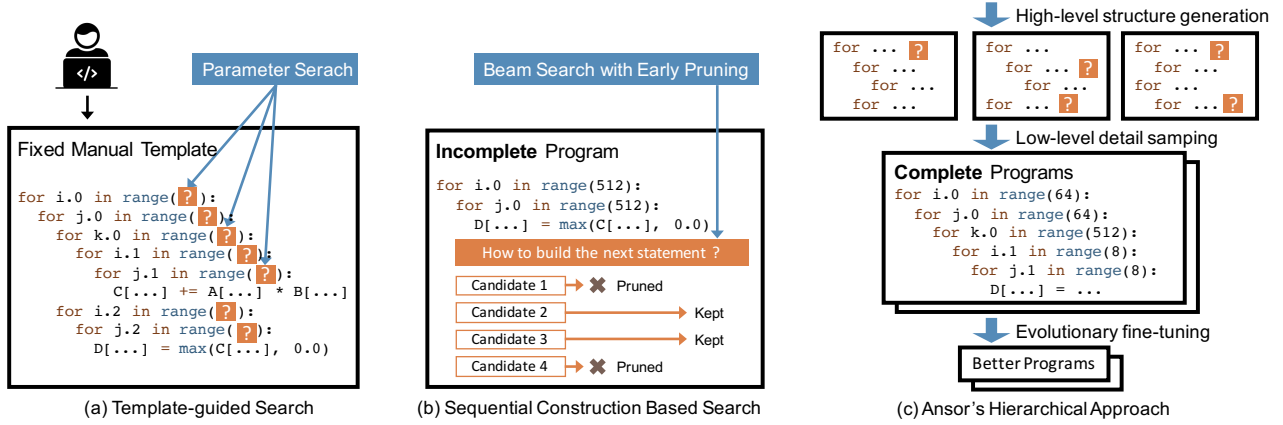 </>
Parameter Serach
Fixed Manual Template
for i.0 in range( ? ):
for j.0 in range( ? ):
for k.0 in range( ? ):
for i.1 in range( ? ):
for j.1 in range( ? ):
C[...] += A[...] * B[...]
for i.2 in range( ? ):
for j.2 in range( ? ):
D[...] = max(C[...], 0.0)
(a) Template-guided Search
Beam Search with Early Pruning
Incomplete Program
for i.0 in range(512):
for j.0 in range(512):
D[...] = max(C[...], 0.0)
How to build the next statement ?
Candidate 1 Pruned
Candidate 2 Kept
Candidate 3 Kept
Candidate 4 Pruned
(b) Sequential Construction Based Search
High-level structure generation
for ... ?
for ...
for ...
for ...
for ...
for ... ?
for ...
for ... ?
for ... ?
for ...
for ...
for ... ?
Low-level detail samping
Complete Programs
for i.0 in range(64):
for j.0 in range(64):
for k.0 in range(512):
for i.1 in range(8):
for j.1 in range(8):
D[...] = ...
Evolutionary fine-tuning
Better Programs
(c) Ansor's Hierarchical Approach